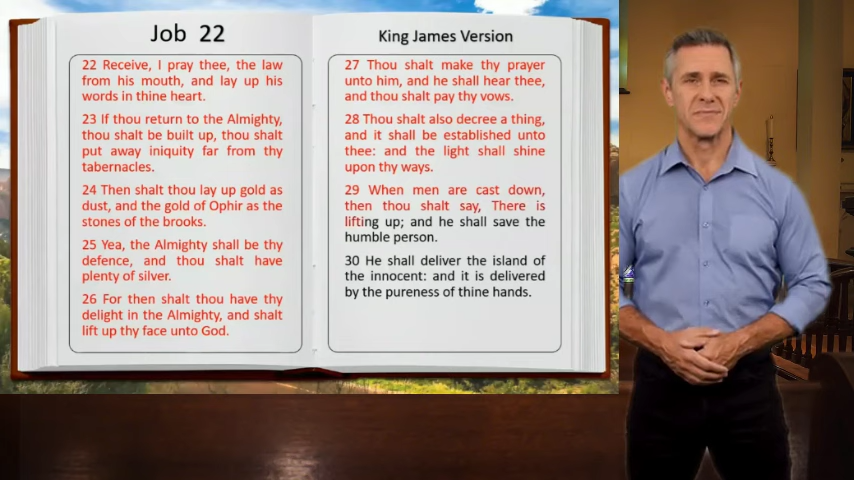 Job 22
22 Receive, I pray thee, the law
from his mouth, and lay up his
words in thine heart.
23 If thou return to the Almighty,
thou shalt be built up, thou shalt
put away iniquity far from thy
tabernacles.
24 Then shalt thou lay up gold as
dust, and the gold of Ophir as the
stones of the brooks.
25 Yea, the Almighty shall be thy
defence, and thou shalt have
plenty of silver.
26 For then shalt thou have thy
delight in the Almighty, and shalt
lift up thy face unto God.
King James Version
27 Thou shalt make thy prayer
unto him, and he shall hear thee,
and thou shalt pay thy vows.
28 Thou shalt also decree a thing,
and it shall be established unto
thee: and the light shall shine
upon thy ways.
29 When men are cast down,
then thou shalt say, There is
lifting up; and he shall save the
humble person.
30 He shall deliver the island of
the innocent: and it is delivered
by the pureness of thine hands.